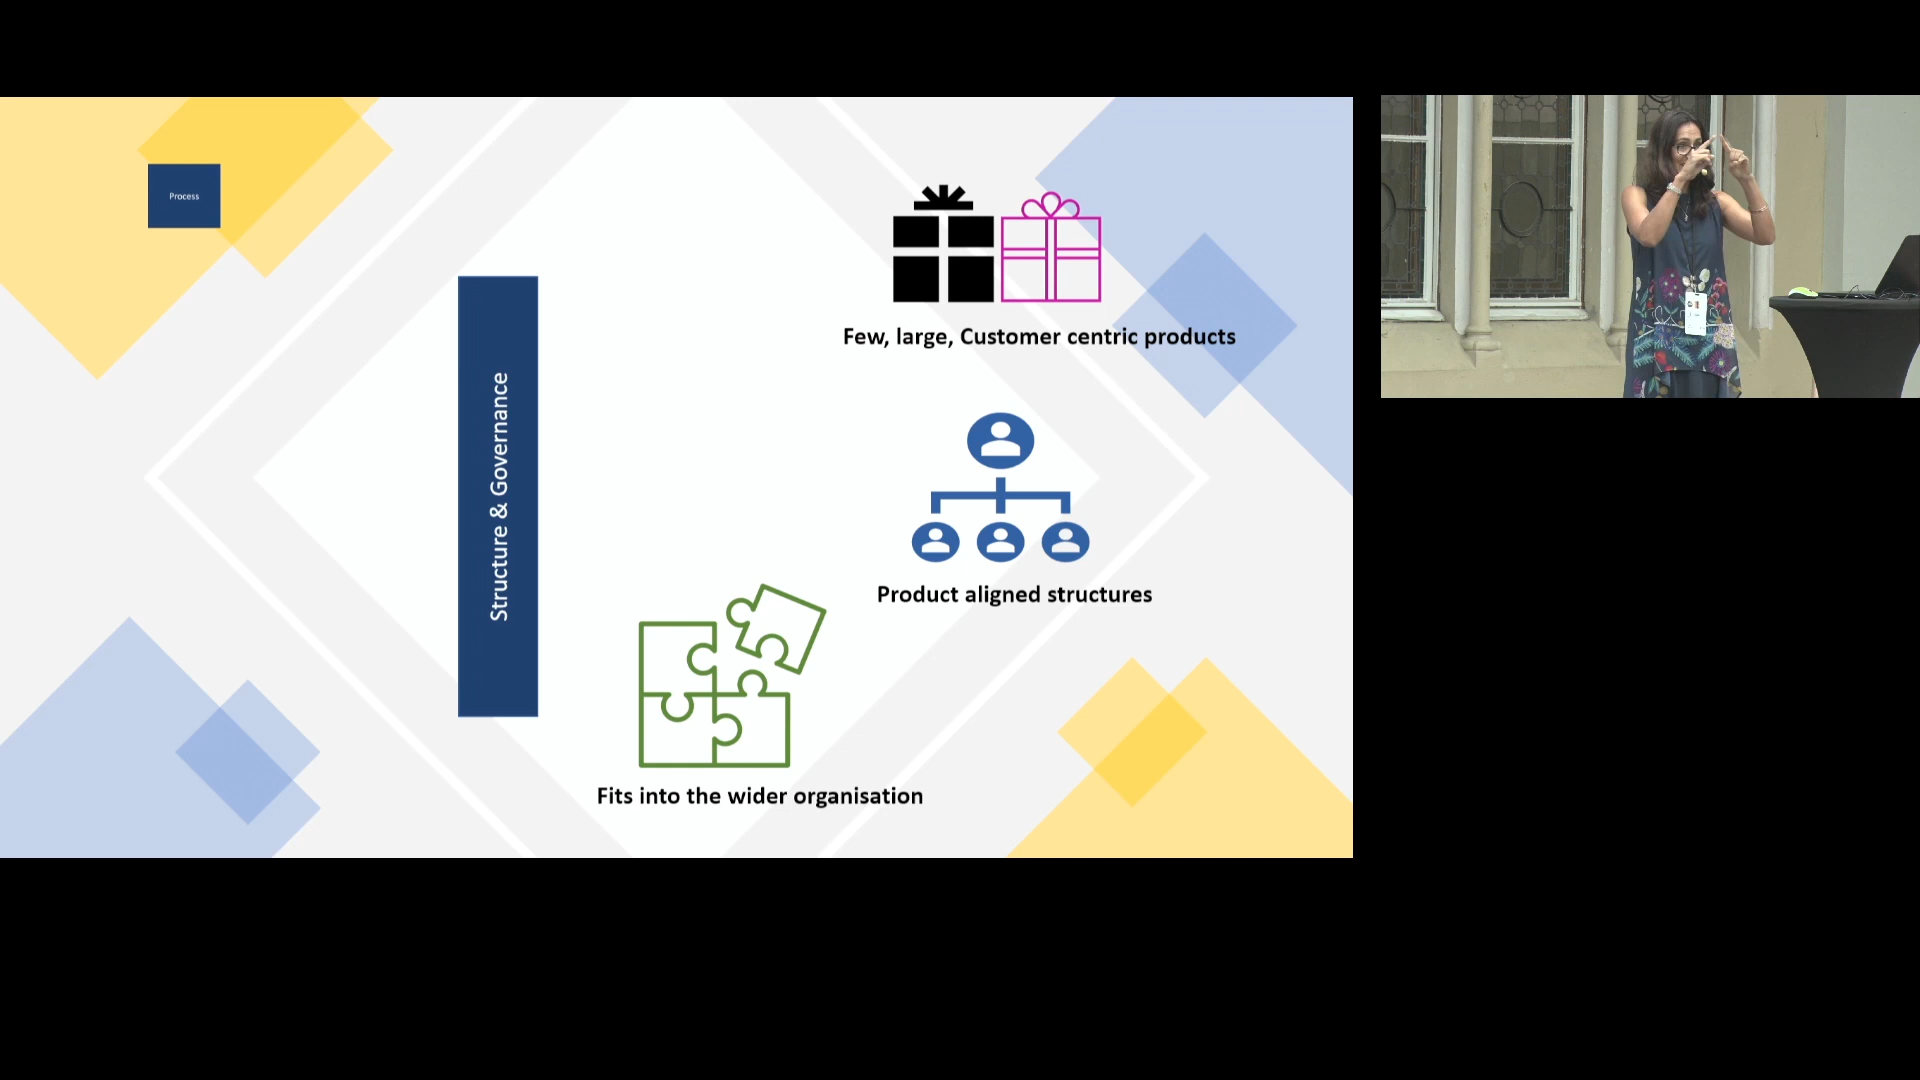 Process
Structure & Governance
Few, large, Customer centric products
Product aligned structures
Fits into the wider organisation